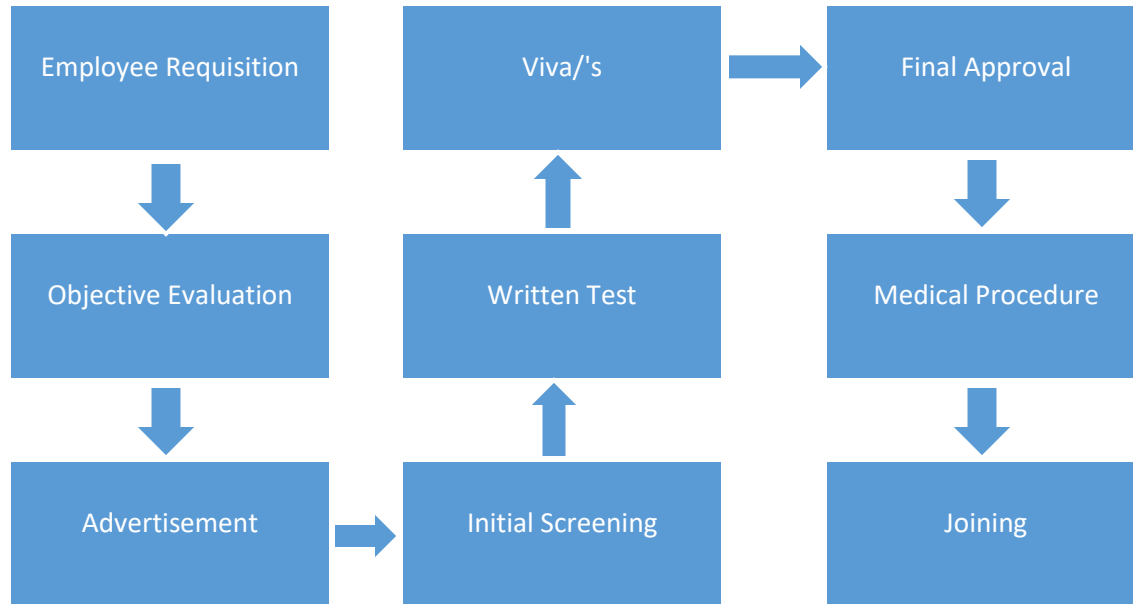 Employee Requisition
Objective Evaluation
Advertisement
Initial Screening
Written Test
Viva/'s
Final Approval
Medical Procedure
Joining